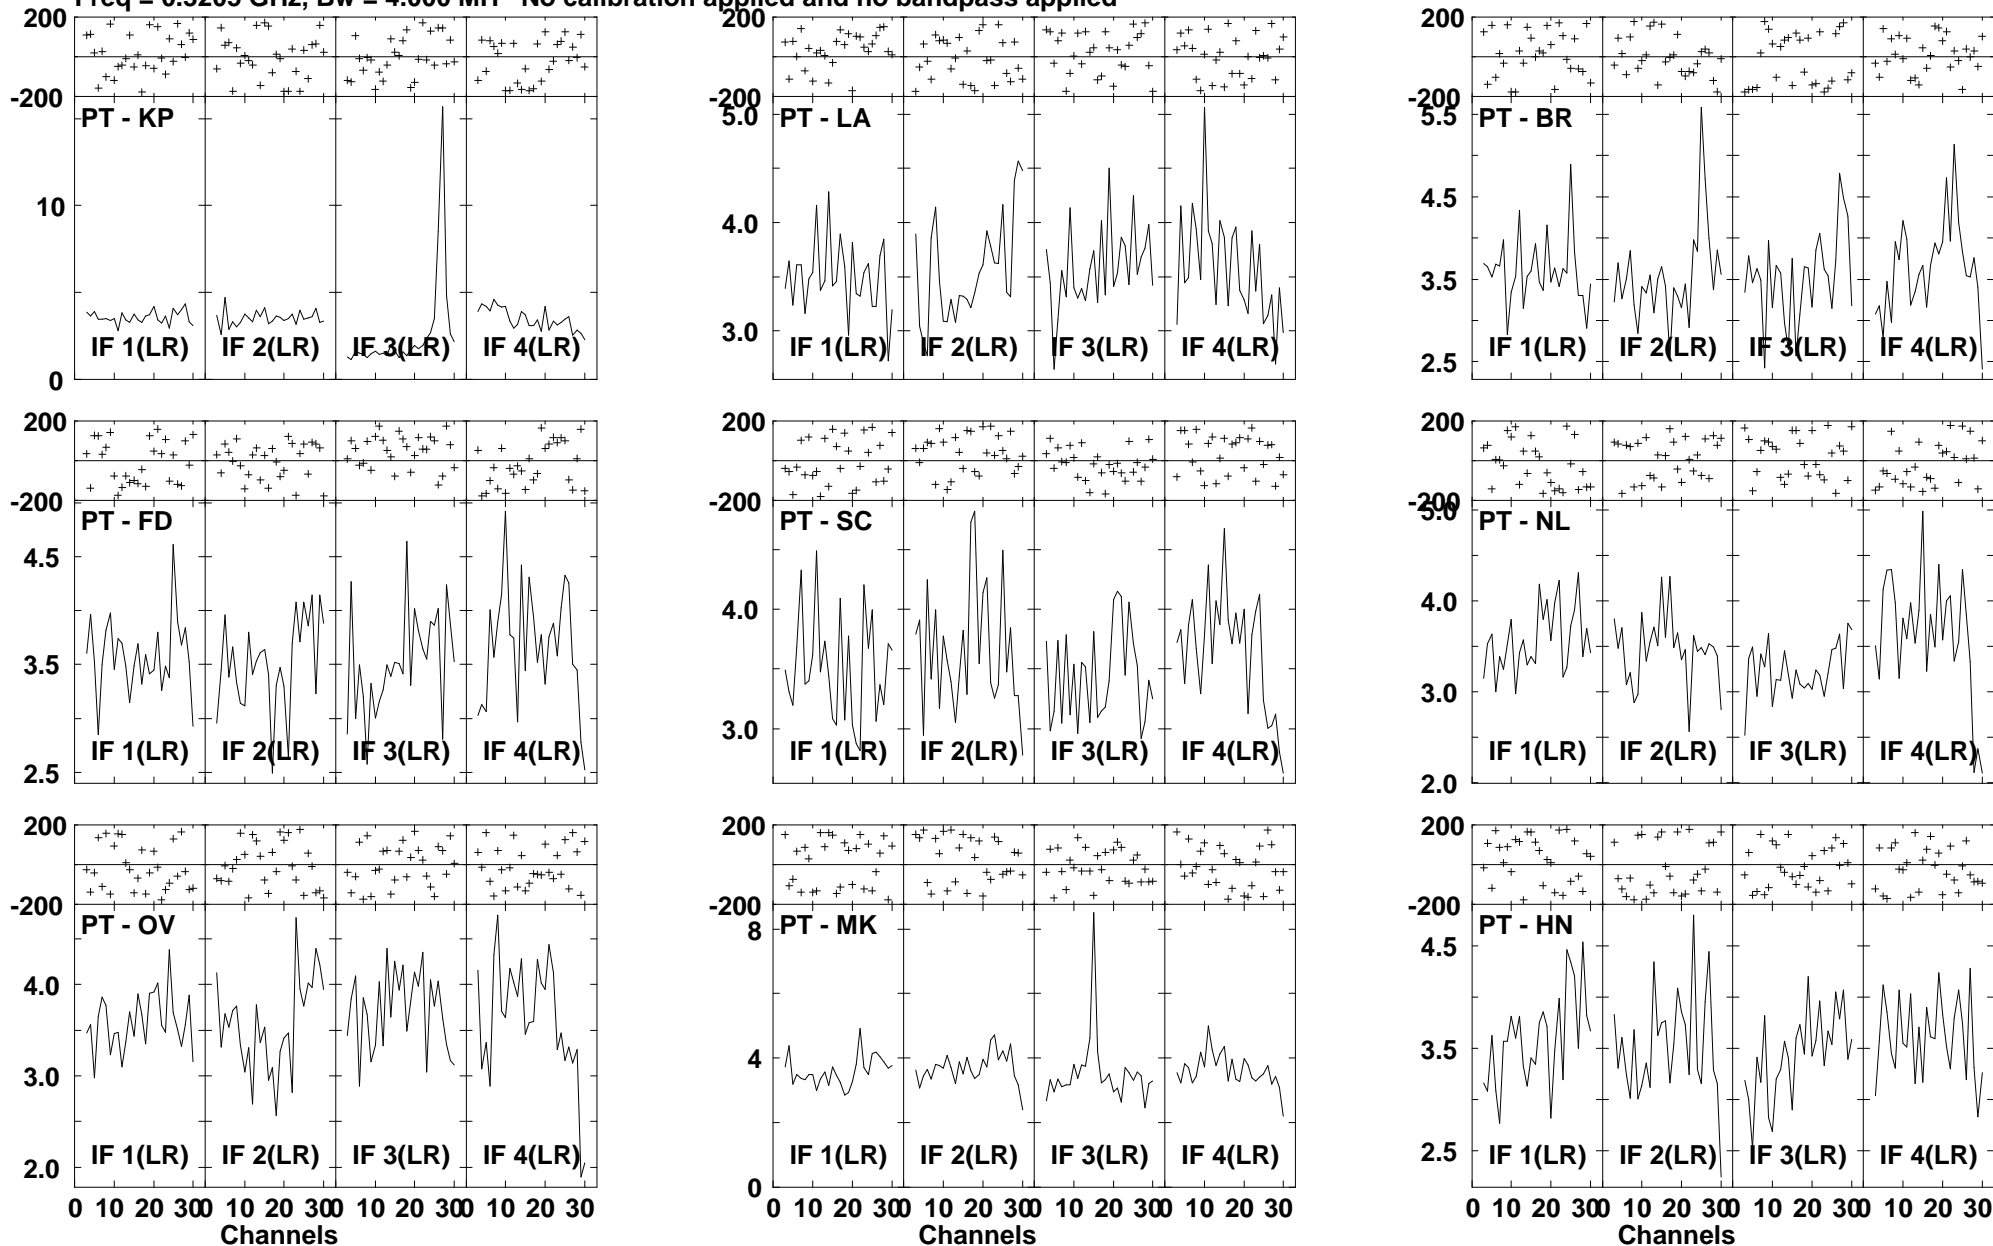 Freq = 0.3265 GHz, Bw = 4.000 MH No calibration applied and no bandpass applied
200 200 200
-200 -200 -200
PT - KP PT - LA PT - BR
10
0
5.0
4.0
3.0
5.5
4.5
3.5
2.5
IF 1(LR) IF 2(LR) IF 3(LR) IF 4(LR) IF 1(LR) IF 2(LR) IF 3(LR) IF 4(LR) IF 1(LR) IF 2(LR) IF 3(LR) IF 4(LR)
200 200 200
-200 -200 -200
PT - FD PT - SC PT - NL
4.5
3.5
2.5
4.0
3.0
5.0
4.0
3.0
2.0
IF 1(LR) IF 2(LR) IF 3(LR) IF 4(LR) IF 1(LR) IF 2(LR) IF 3(LR) IF 4(LR) IF 1(LR) IF 2(LR) IF 3(LR) IF 4(LR)
200 200 200
-200 -200 -200
PT - OV PT - MK PT - HN
4.0
3.0
2.0
8
4
0
4.5
3.5
2.5
IF 1(LR) IF 2(LR) IF 3(LR) IF 4(LR) IF 1(LR) IF 2(LR) IF 3(LR) IF 4(LR) IF 1(LR) IF 2(LR) IF 3(LR) IF 4(LR)
0 10 20 30 0 10 20 30 0 10 20 30 0 10 20 30 0 10 20 30 0 10 20 30 0 10 20 30 0 10 20 30 0 10 20 30 0 10 20 30 0 10 20 30 0 10 20 30
Channels Channels Channels